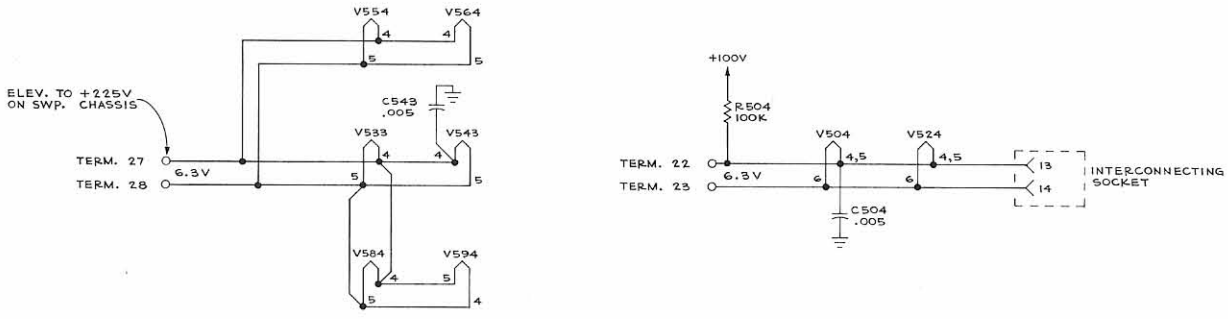 V554
V564
4
4
5
5
ELEV. TO +225V
ON SWP. CHASSIS
C543
.005
V533
V543
TERM. 27
4
4
6.3V
TERM. 28
5
5
V584
V594
4
5
5
4
+100V
R504
100K
V504
V524
TERM. 22
4,5
4,5
13
6.3V
TERM. 23
6
6
14
INTERCONNECTING
SOCKET
C504
.005